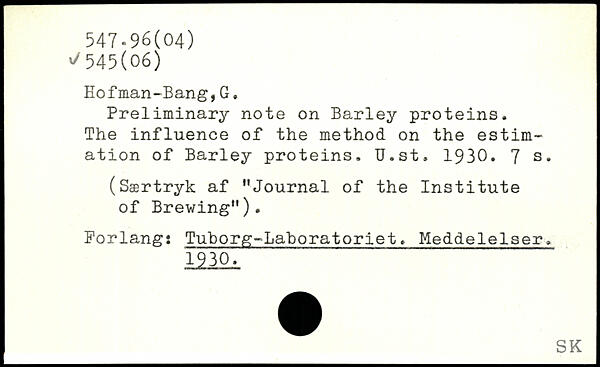 547.96(04)
✓ 545(06)
Hofman-Bang,G.
Preliminary note on Barley proteins.
The influence of the method on the estim-
ation of Barley proteins. U.st. 1930. 7 s.
(Særtryk af "Journal of the Institute
of Brewing").
Forlang: Tuborg-Laboratoriet. Meddelelser.
1930.
SK